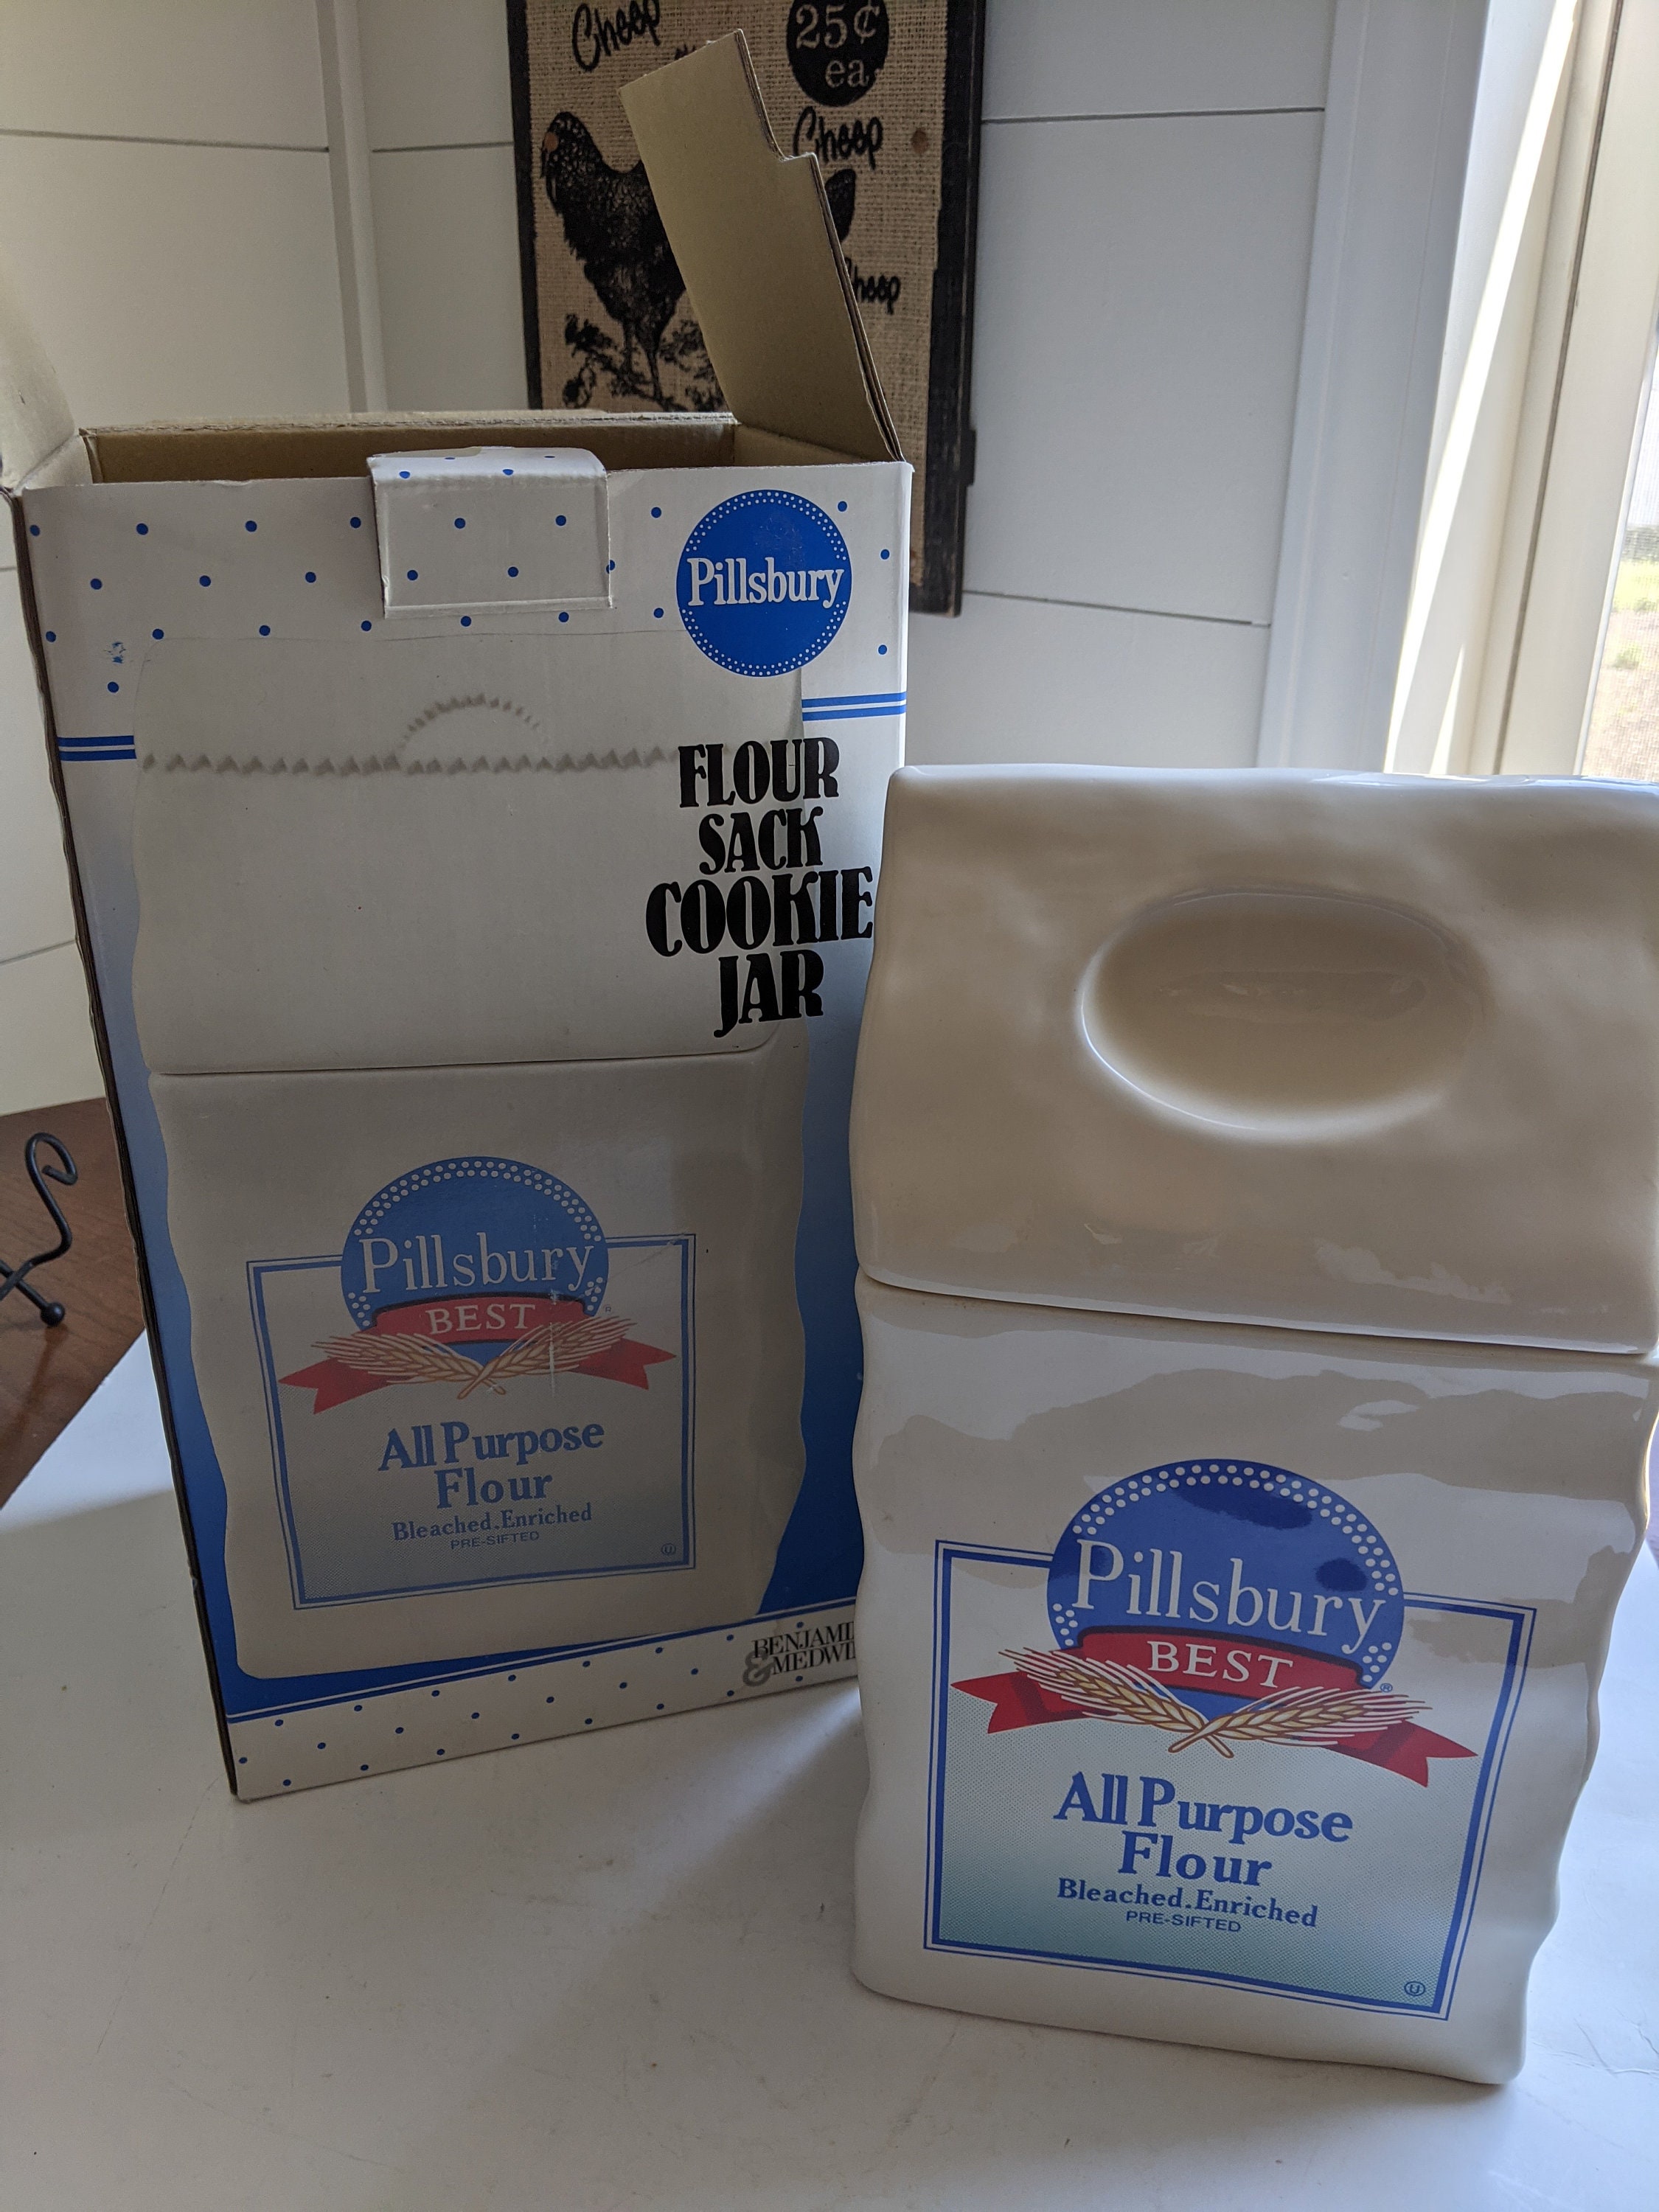 Cheep
25¢
ea
Cheep
Cheep
Pillsbury
FLOUR
SACK
COOKIE
JAR
Pillsbury
BEST
®
All Purpose
Flour
Bleached.Enriched
PRE-SIFTED
U
BENJAMI
& MEDWI
Pillsbury
BEST
®
All Purpose
Flour
Bleached.Enriched
PRE-SIFTED
U